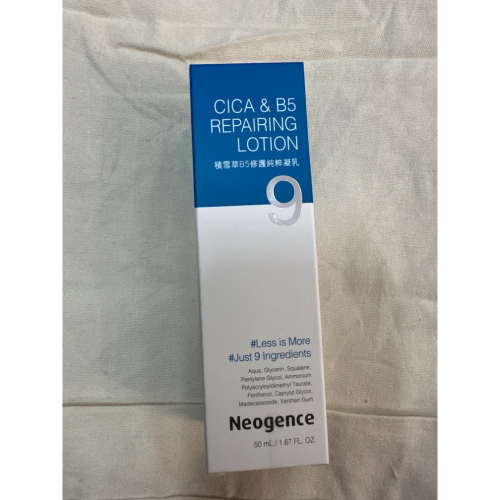 CICA & B5
REPAIRING
LOTION
積雪草B5修護純粹凝乳
9
#Less is More
#Just 9 Ingredients
Aqua, Glycerin, Squalane,
Pentylene Glycol, Ammonium
Polyacryloyldimethyl Taurate,
Panthenol, Caprylyl Glycol,
Madecassoside, Xanthan Gum
Neogence
50 mL / 1.67 FL. OZ.